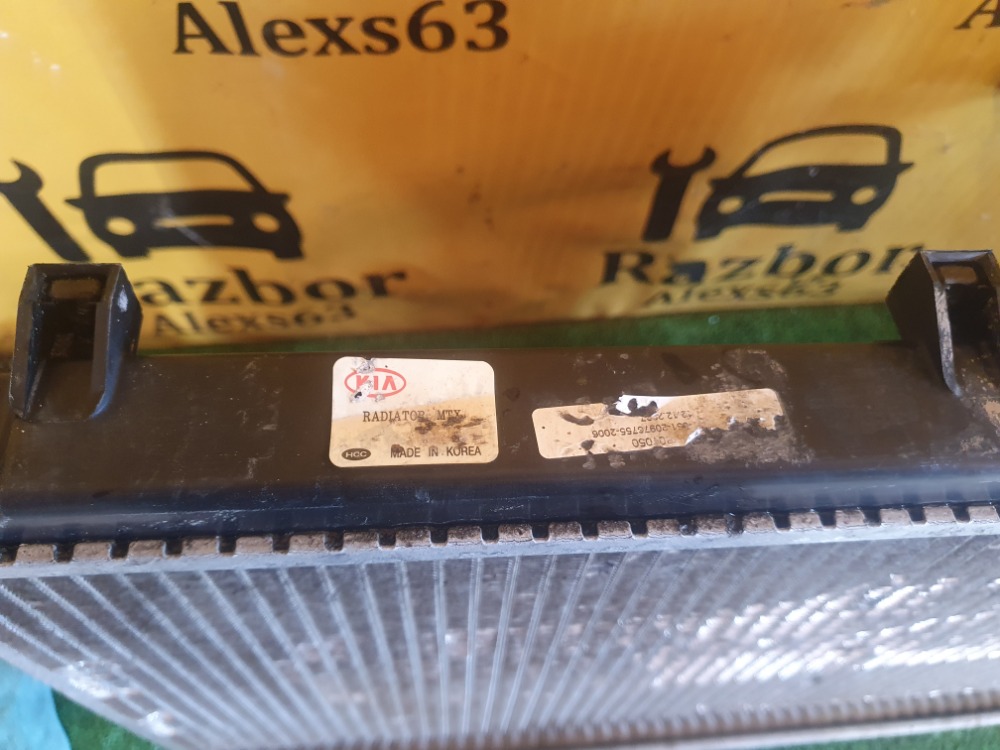 Alexs63
Razbor
Alexs63
Razbor
Alexs63
KIA
RADIATOR MTX
HCC MADE IN KOREA